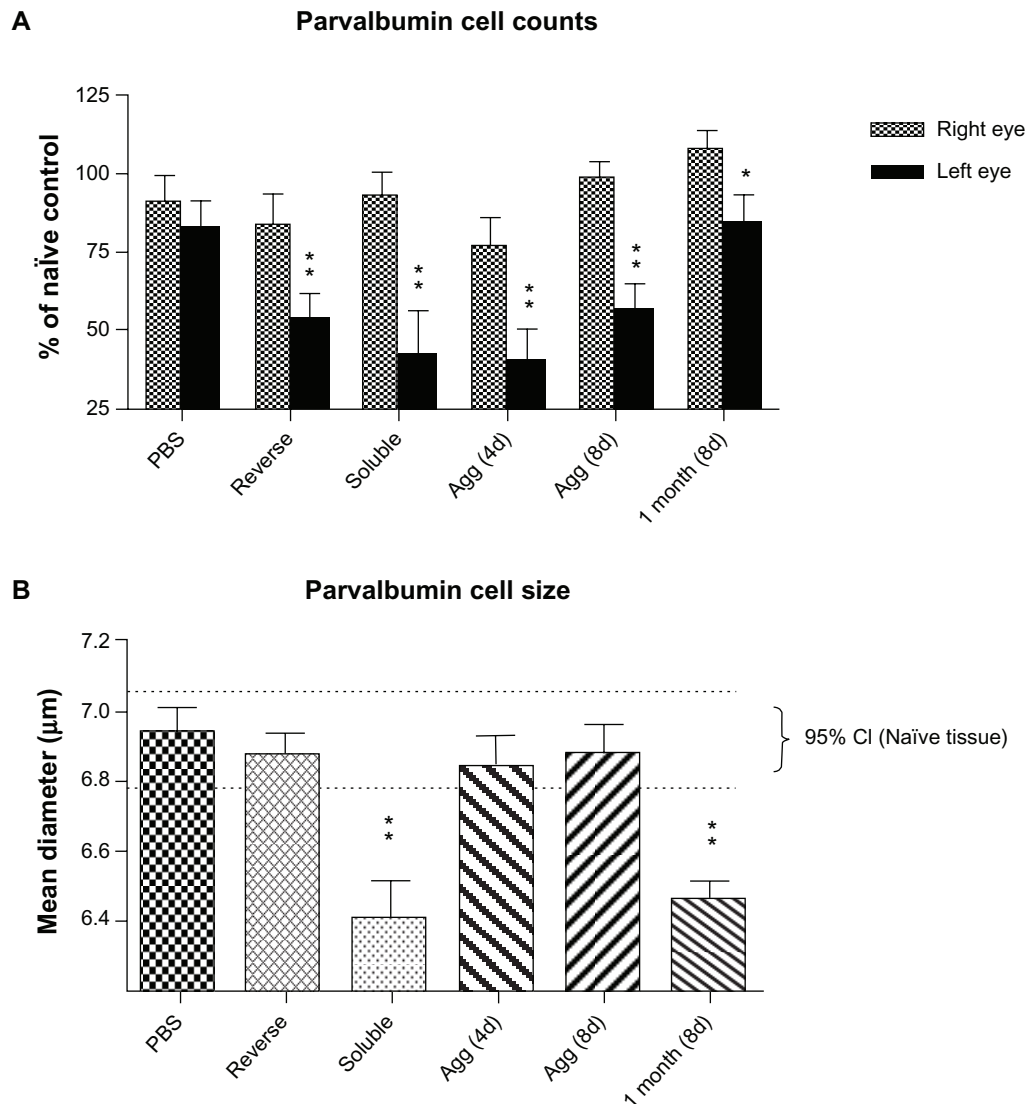 A
Parvalbumin cell counts
125
100
75
50
25
% of naïve control
Right eye
Left eye
* *
* *
* *
* *
*
PBS
Reverse
Soluble
Agg (4d)
Agg (8d)
1 month (8d)
B
Parvalbumin cell size
7.2
7.0
6.8
6.6
6.4
Mean diameter (µm)
95% CI (Naïve tissue)
* *
* *
PBS
Reverse
Soluble
Agg (4d)
Agg (8d)
1 month (8d)